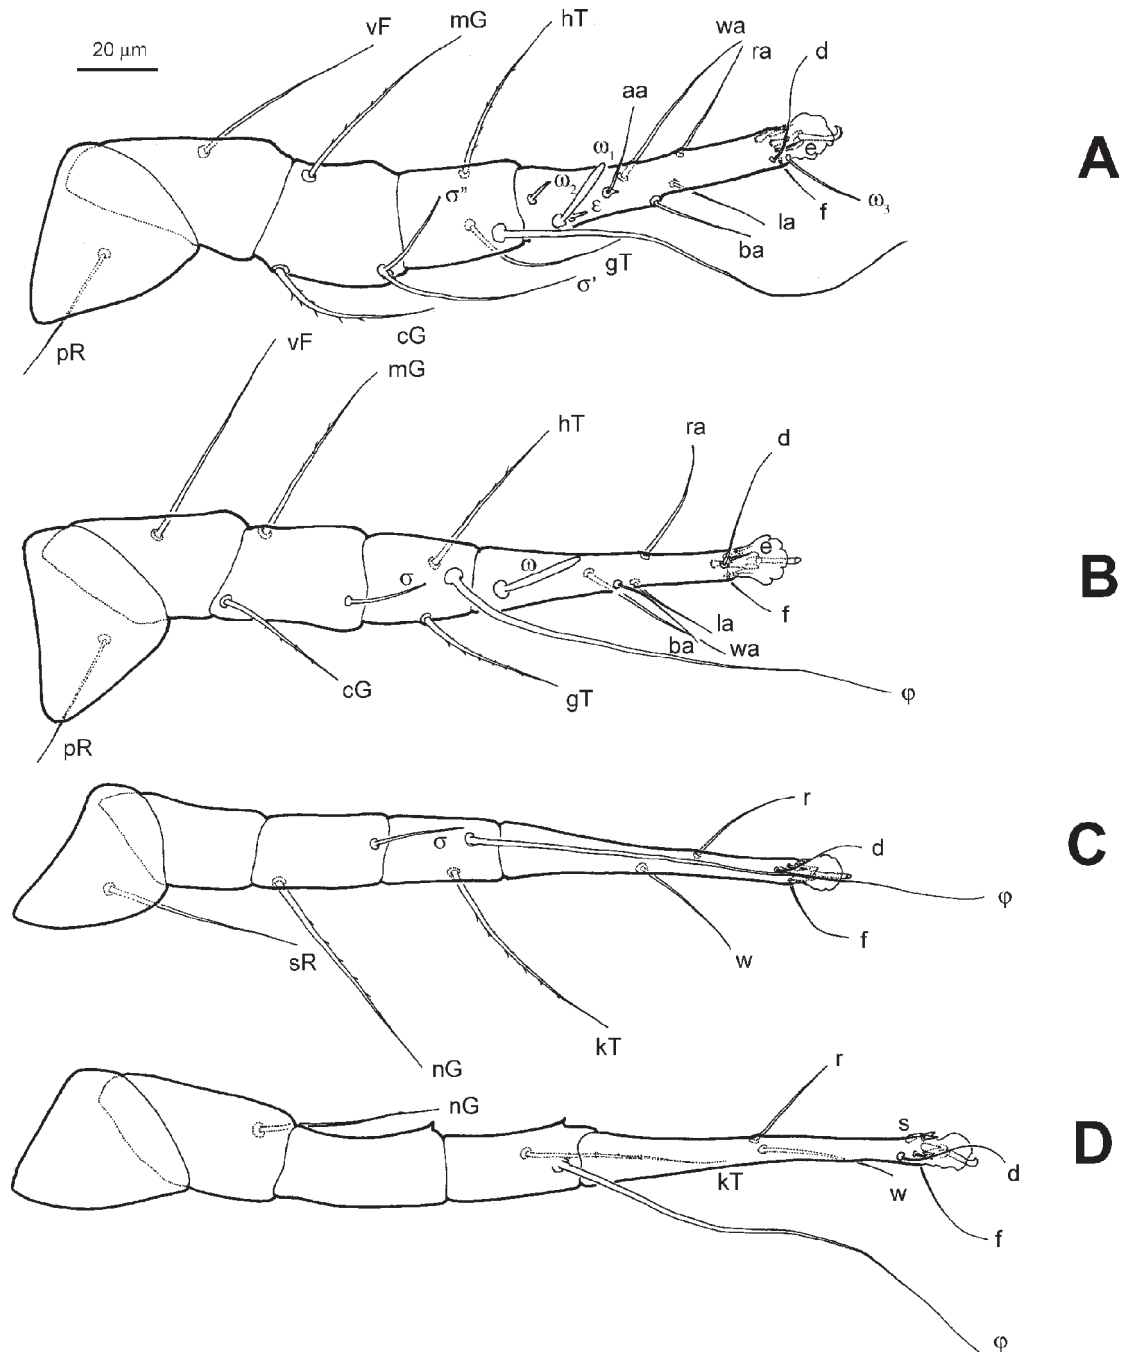 20 µm
vF
mG
hT
wa
ra
d
aa
ω1
e
A
σ"
ω2
ε
ω3
f
la
ba
gT
σ'
cG
pR
vF
mG
hT
ra
d
e
ω
B
σ
f
la
ba
wa
cG
gT
φ
pR
r
C
σ
d
φ
f
sR
w
kT
nG
r
nG
s
D
kT
w
d
f
φ